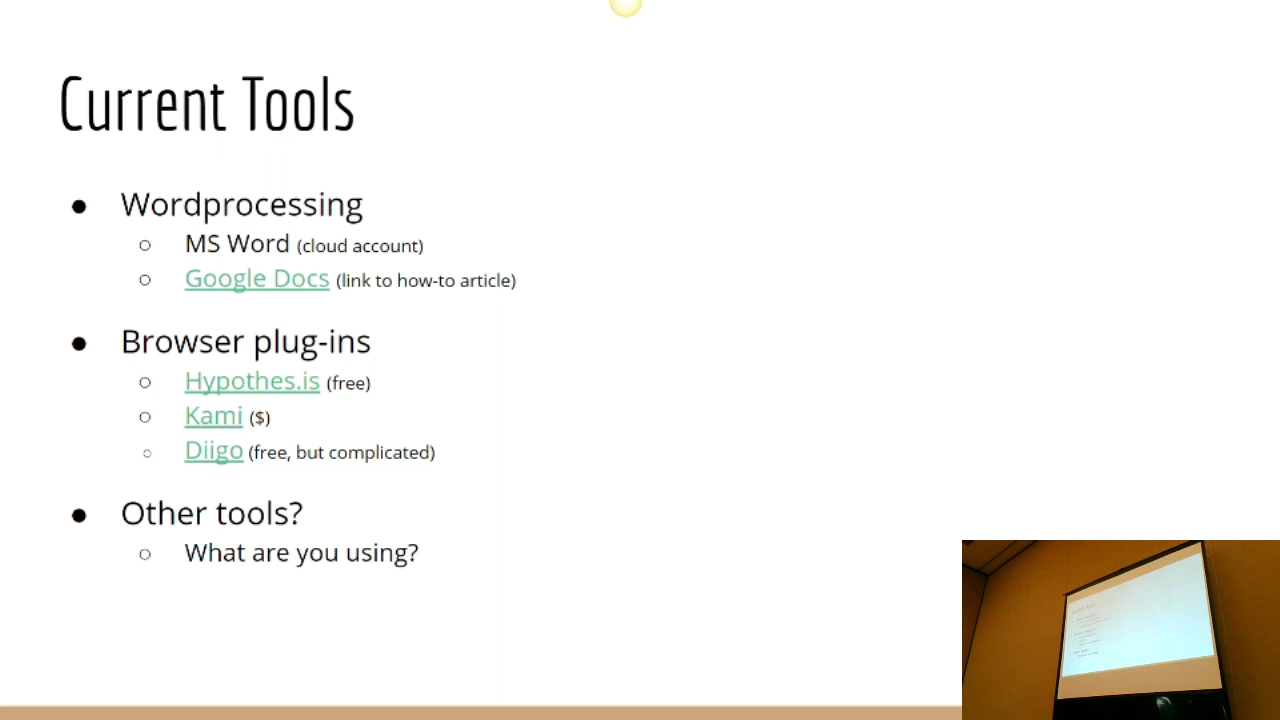 Current Tools
● Wordprocessing
○ MS Word (cloud account)
○ Google Docs (link to how-to article)
● Browser plug-ins
○ Hypothes.is (free)
○ Kami ($)
○ Diigo (free, but complicated)
● Other tools?
○ What are you using?